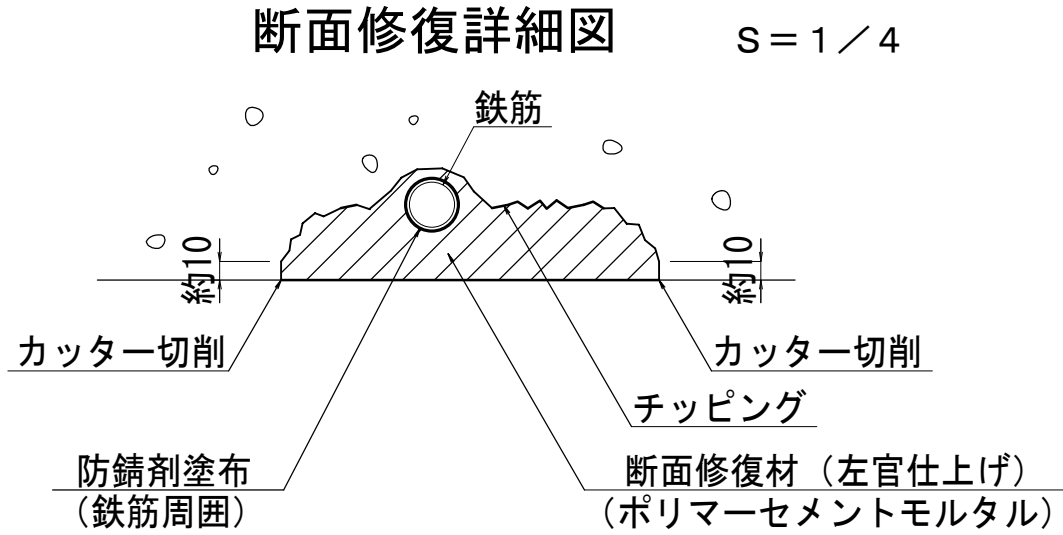 断面修復詳細図 S=1/4
鉄筋
約10
約10
カッター切削
カッター切削
チッピング
防錆剤塗布
(鉄筋周囲)
断面修復材(左官仕上げ)
(ポリマーセメントモルタル)